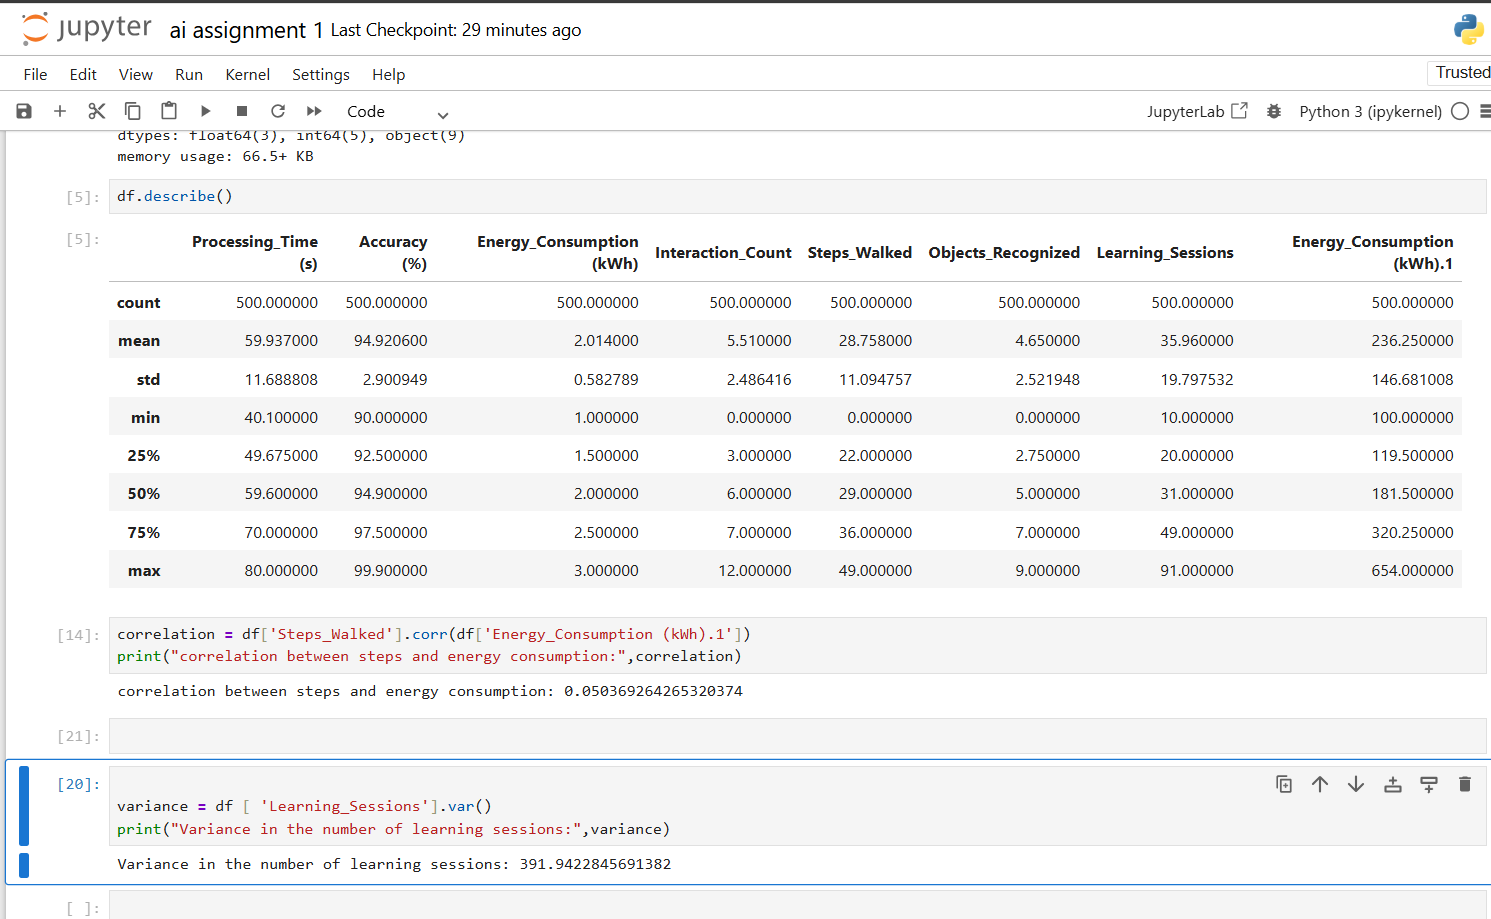 jupyter ai assignment 1 Last Checkpoint: 29 minutes ago
File Edit View Run Kernel Settings Help Trusted
Code JupyterLab Python 3 (ipykernel)
dtypes: float64(3), int64(5), object(9)
memory usage: 66.5+ KB
[5]: df.describe()
[5]:
Processing_Time (s) Accuracy (%) Energy_Consumption (kWh) Interaction_Count Steps_Walked Objects_Recognized Learning_Sessions Energy_Consumption (kWh).1
count 500.000000 500.000000 500.000000 500.000000 500.000000 500.000000 500.000000 500.000000
mean 59.937000 94.920600 2.014000 5.510000 28.758000 4.650000 35.960000 236.250000
std 11.688808 2.900949 0.582789 2.486416 11.094757 2.521948 19.797532 146.681008
min 40.100000 90.000000 1.000000 0.000000 0.000000 0.000000 10.000000 100.000000
25% 49.675000 92.500000 1.500000 3.000000 22.000000 2.750000 20.000000 119.500000
50% 59.600000 94.900000 2.000000 6.000000 29.000000 5.000000 31.000000 181.500000
75% 70.000000 97.500000 2.500000 7.000000 36.000000 7.000000 49.000000 320.250000
max 80.000000 99.900000 3.000000 12.000000 49.000000 9.000000 91.000000 654.000000
[14]: correlation = df['Steps_Walked'].corr(df['Energy_Consumption (kWh).1'])
print("correlation between steps and energy consumption:",correlation)
correlation between steps and energy consumption: 0.050369264265320374
[21]:
[20]:
variance = df [ 'Learning_Sessions'].var()
print("Variance in the number of learning sessions:",variance)
Variance in the number of learning sessions: 391.9422845691382
[ ]: